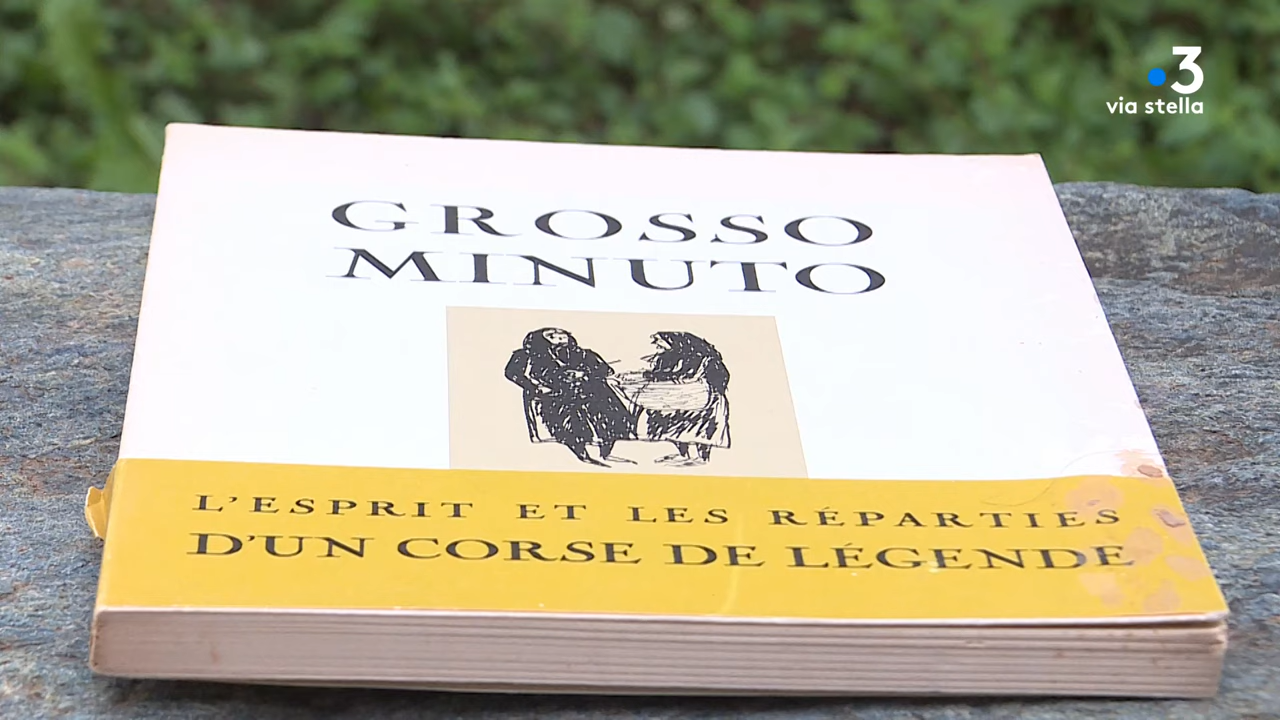 3
via stella
GROSSO
MINUTO
L'ESPRIT ET LES RÉPARTIES
D'UN CORSE DE LÉGENDE